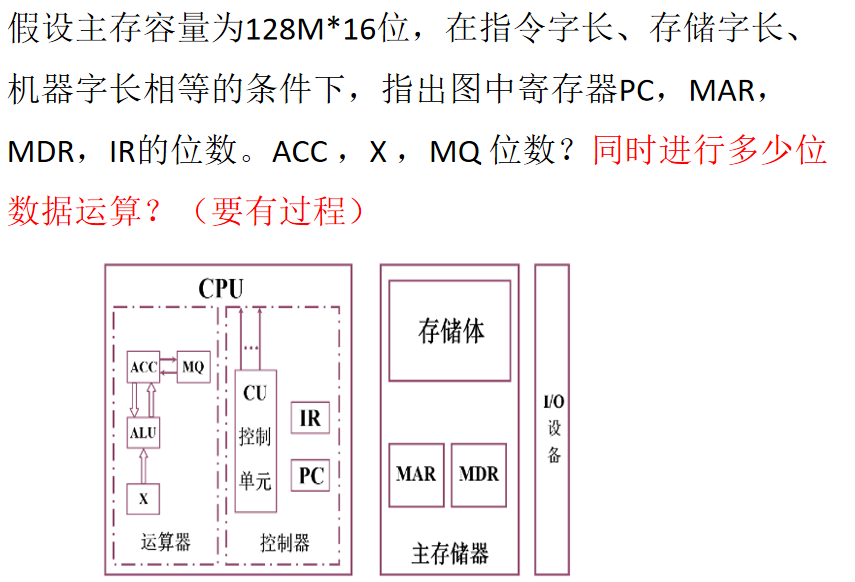 假设主存容量为128M*16位，在指令字长、存储字长、
机器字长相等的条件下，指出图中寄存器PC，MAR，
MDR，IR的位数。ACC ，X ，MQ 位数？同时进行多少位
数据运算？（要有过程）
CPU
存储体
ACC
MQ
ALU
X
运算器
...
CU
控制
单元
IR
PC
控制器
MAR
MDR
主存储器
I/O
设
备